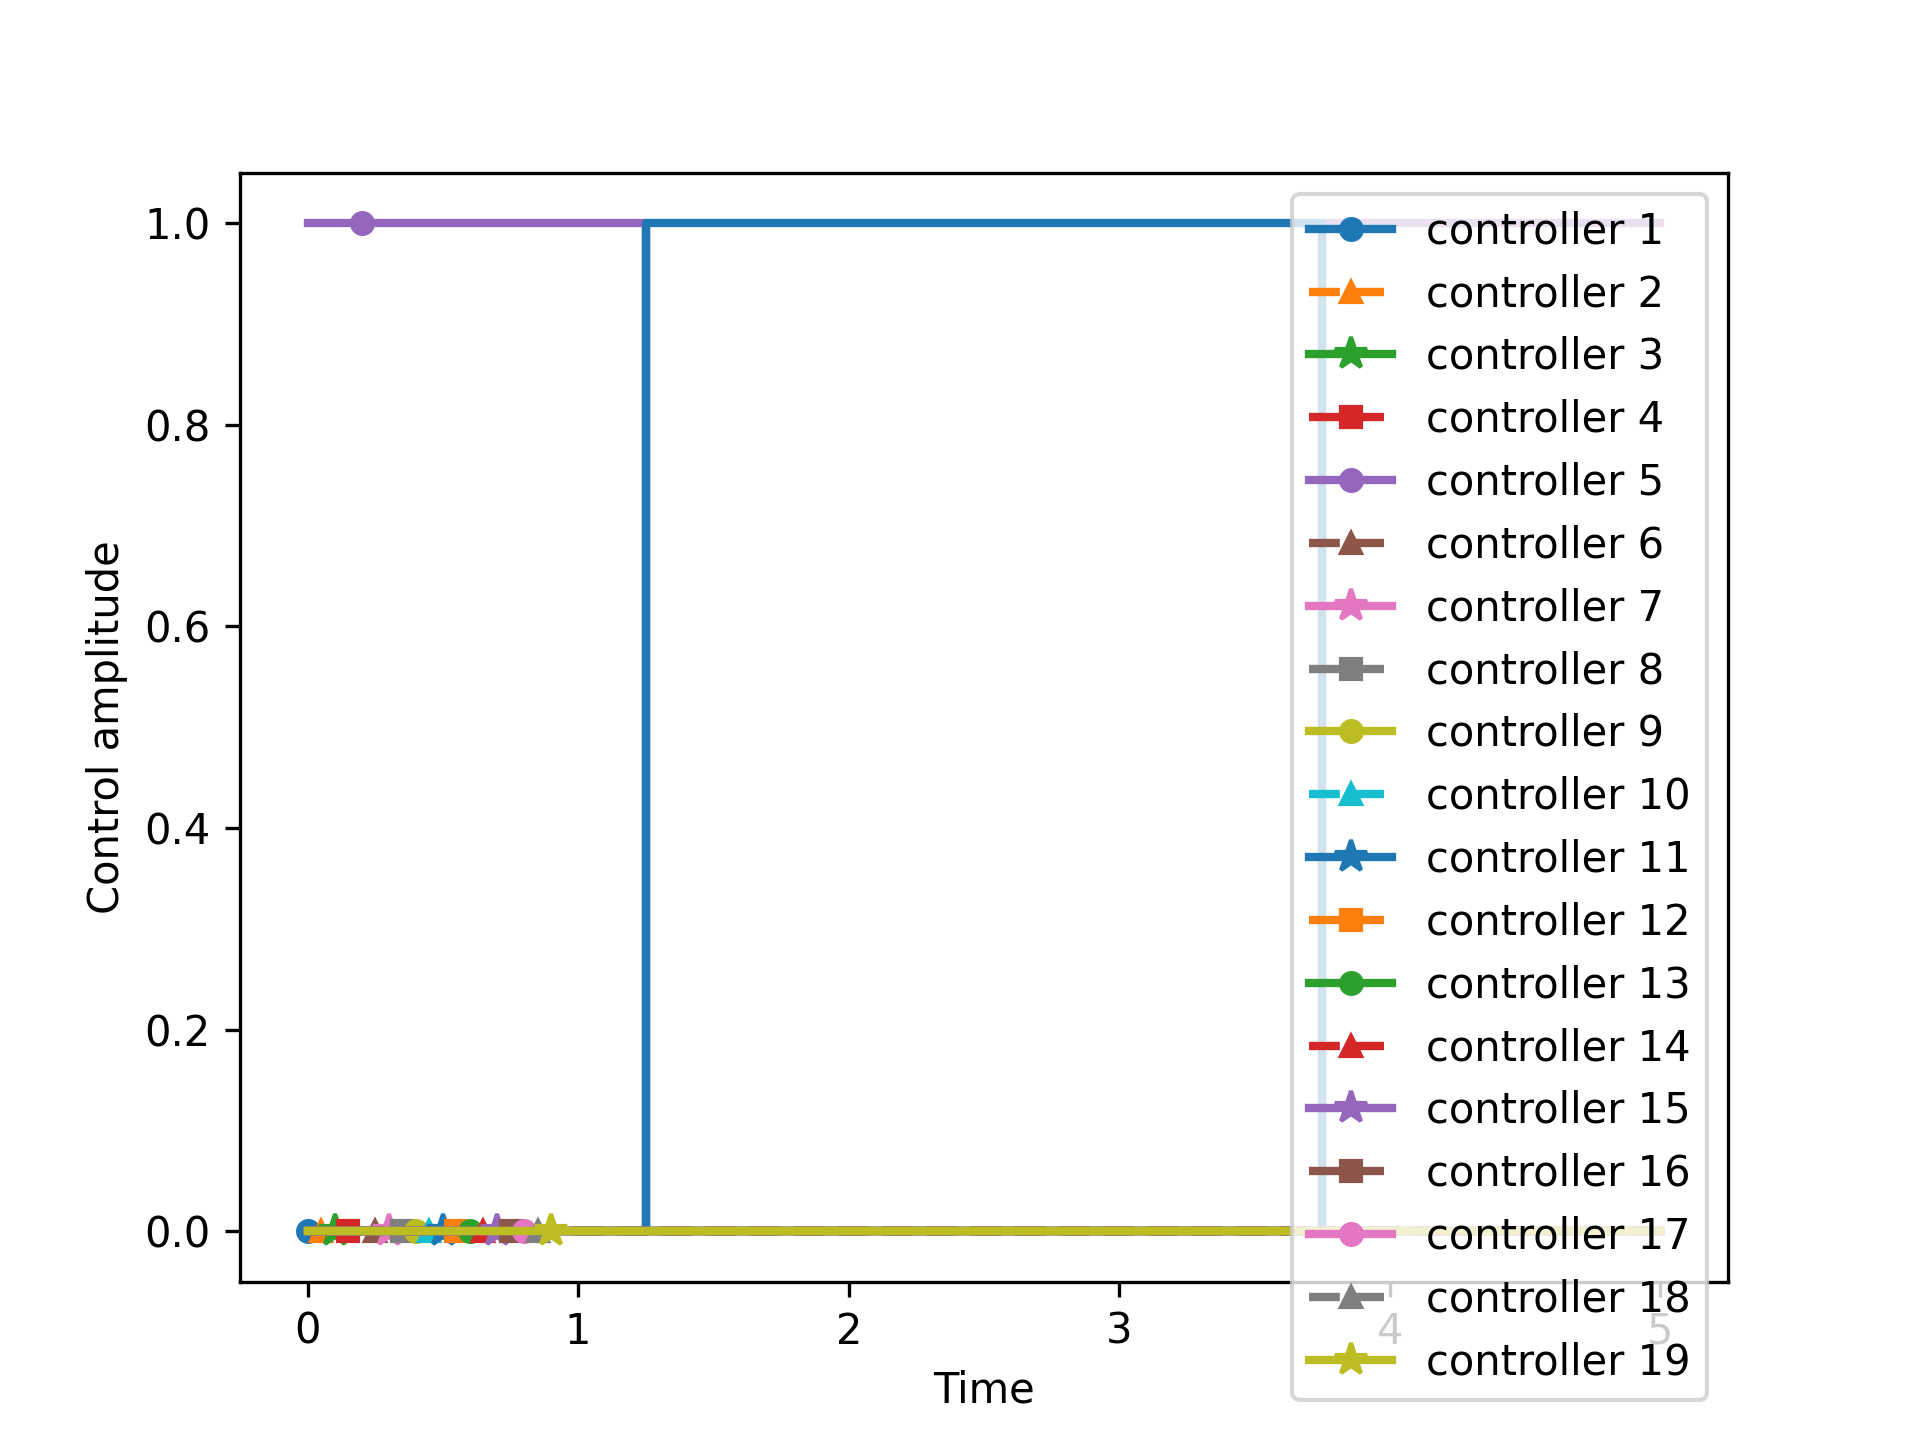 1.0
0.8
0.6
0.4
0.2
0.0
Control amplitude
0 1 2 3 4 5
Time
controller 1
controller 2
controller 3
controller 4
controller 5
controller 6
controller 7
controller 8
controller 9
controller 10
controller 11
controller 12
controller 13
controller 14
controller 15
controller 16
controller 17
controller 18
controller 19